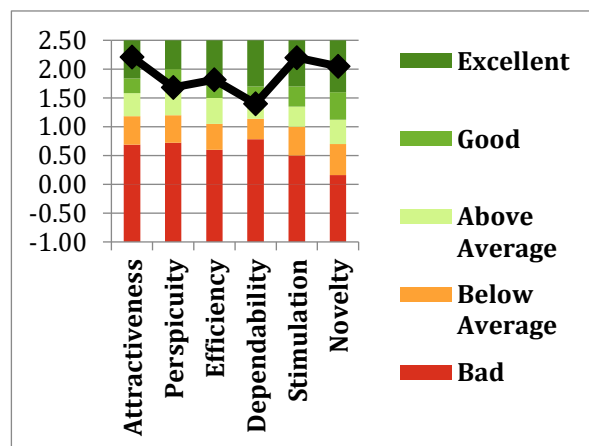 2.50
2.00
1.50
1.00
0.50
0.00
-0.50
-1.00
Attractiveness
Perspicuity
Efficiency
Dependability
Stimulation
Novelty
Excellent
Good
Above
Average
Below
Average
Bad